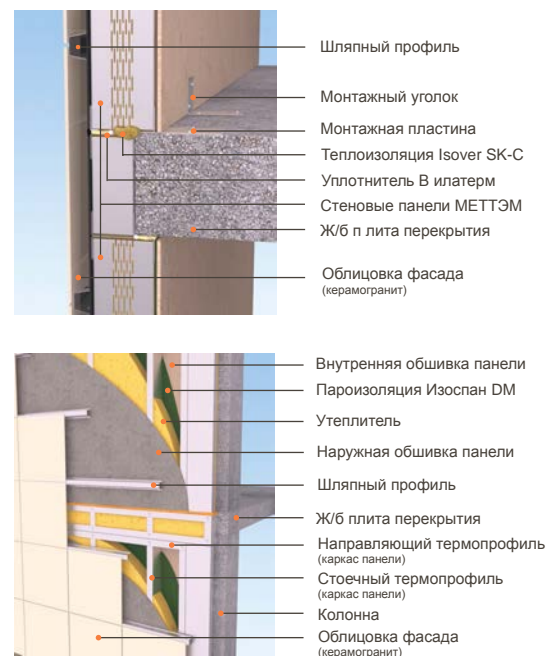 Шляпный профиль
Монтажный уголок
Монтажная пластина
Теплоизоляция Isover SK-C
Уплотнитель В илатерм
Стеновые панели МЕТТЭМ
Ж/б п лита перекрытия
Облицовка фасада
(керамогранит)
Внутренняя обшивка панели
Пароизоляция Изоспан DM
Утеплитель
Наружная обшивка панели
Шляпный профиль
Ж/б плита перекрытия
Направляющий термопрофиль
(каркас панели)
Стоечный термопрофиль
(каркас панели)
Колонна
Облицовка фасада
(керамогранит)